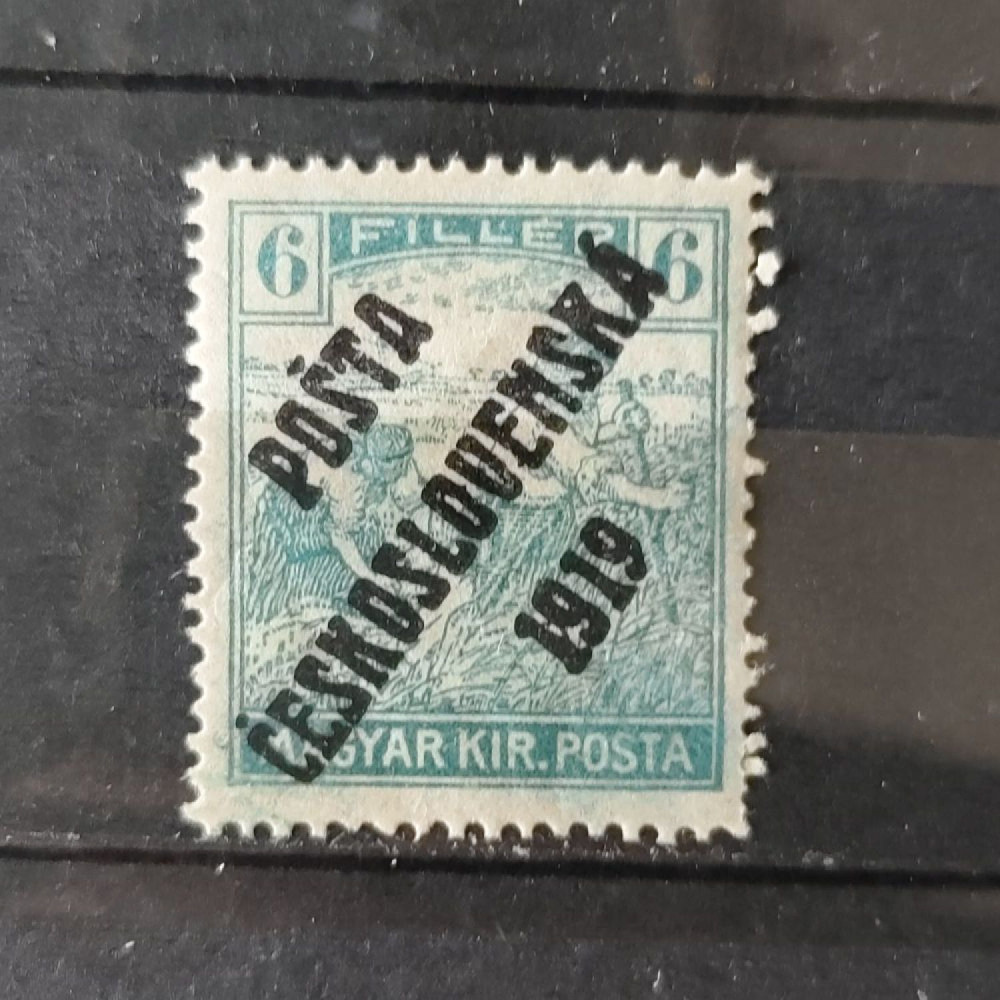 6 FILLÉR 6
POŠTA
ČESKOSLOVENSKÁ
1919
MAGYAR KIR. POSTA